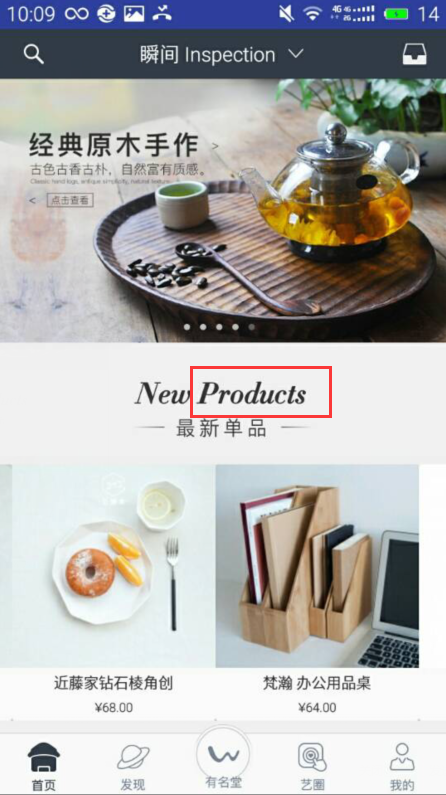 10:09
4G 4G
2G
14
瞬间 Inspection
经典原木手作 >
古色古香古朴，自然富有质感。
< 点击查看
New Products
最新单品
近藤家钻石棱角创
梵瀚 办公用品桌
¥68.00
¥64.00
首页
发现
有名堂
艺圈
我的